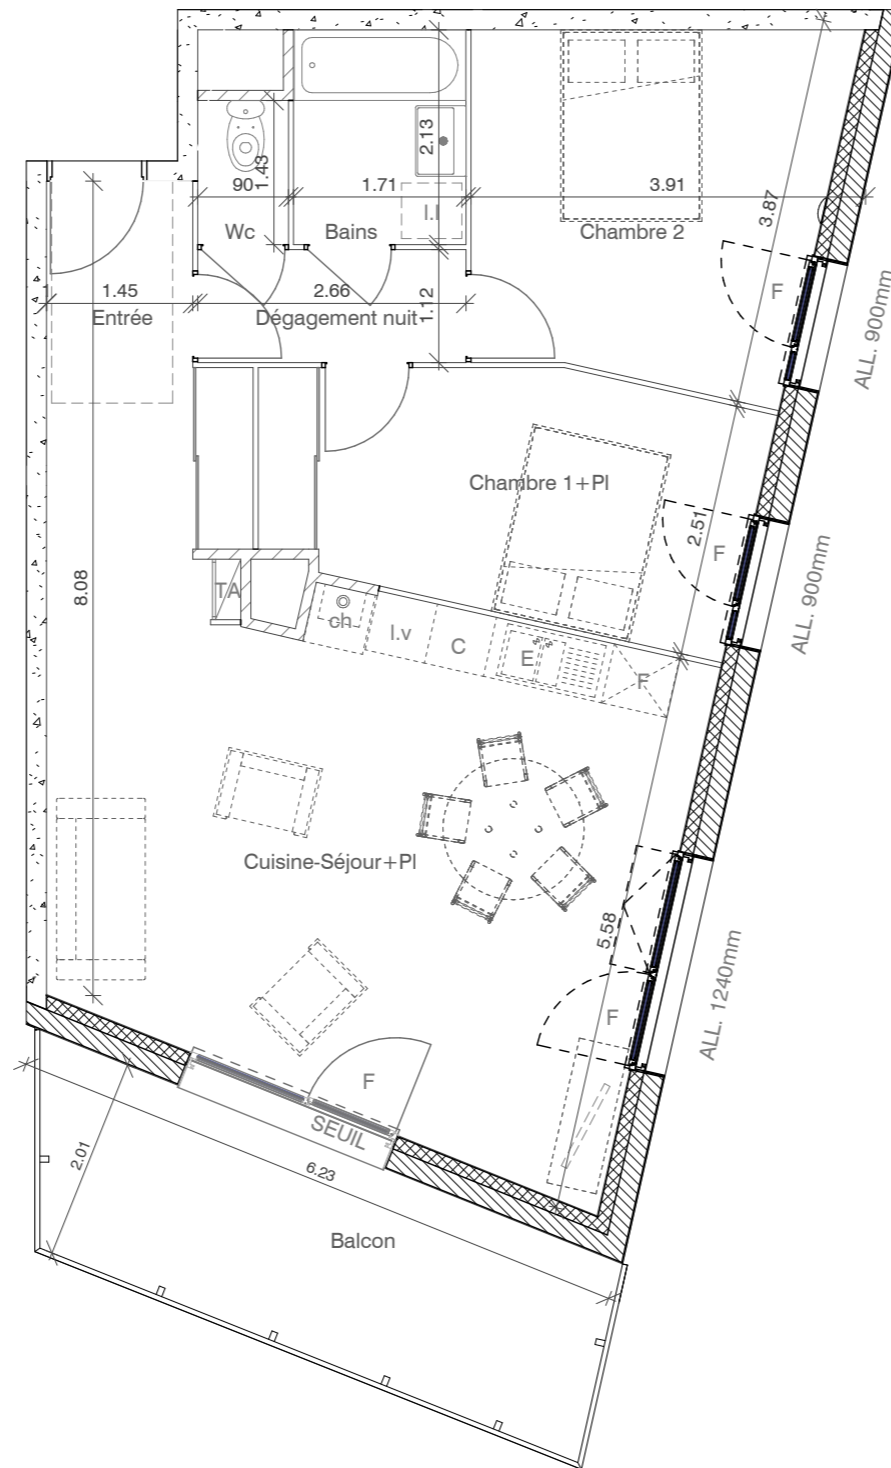 2.13
1.43
90
1.71
3.91
l.l
Wc
Bains
Chambre 2
3.87
F
1.45
2.66
1.12
Entrée
Dégagement nuit
ALL. 900mm
Chambre 1+Pl
2.51
F
ALL. 900mm
8.08
TA
ch
l.v
C
E
F
Cuisine-Séjour+Pl
5.58
F
ALL. 1240mm
F
SEUIL
2.01
6.23
Balcon